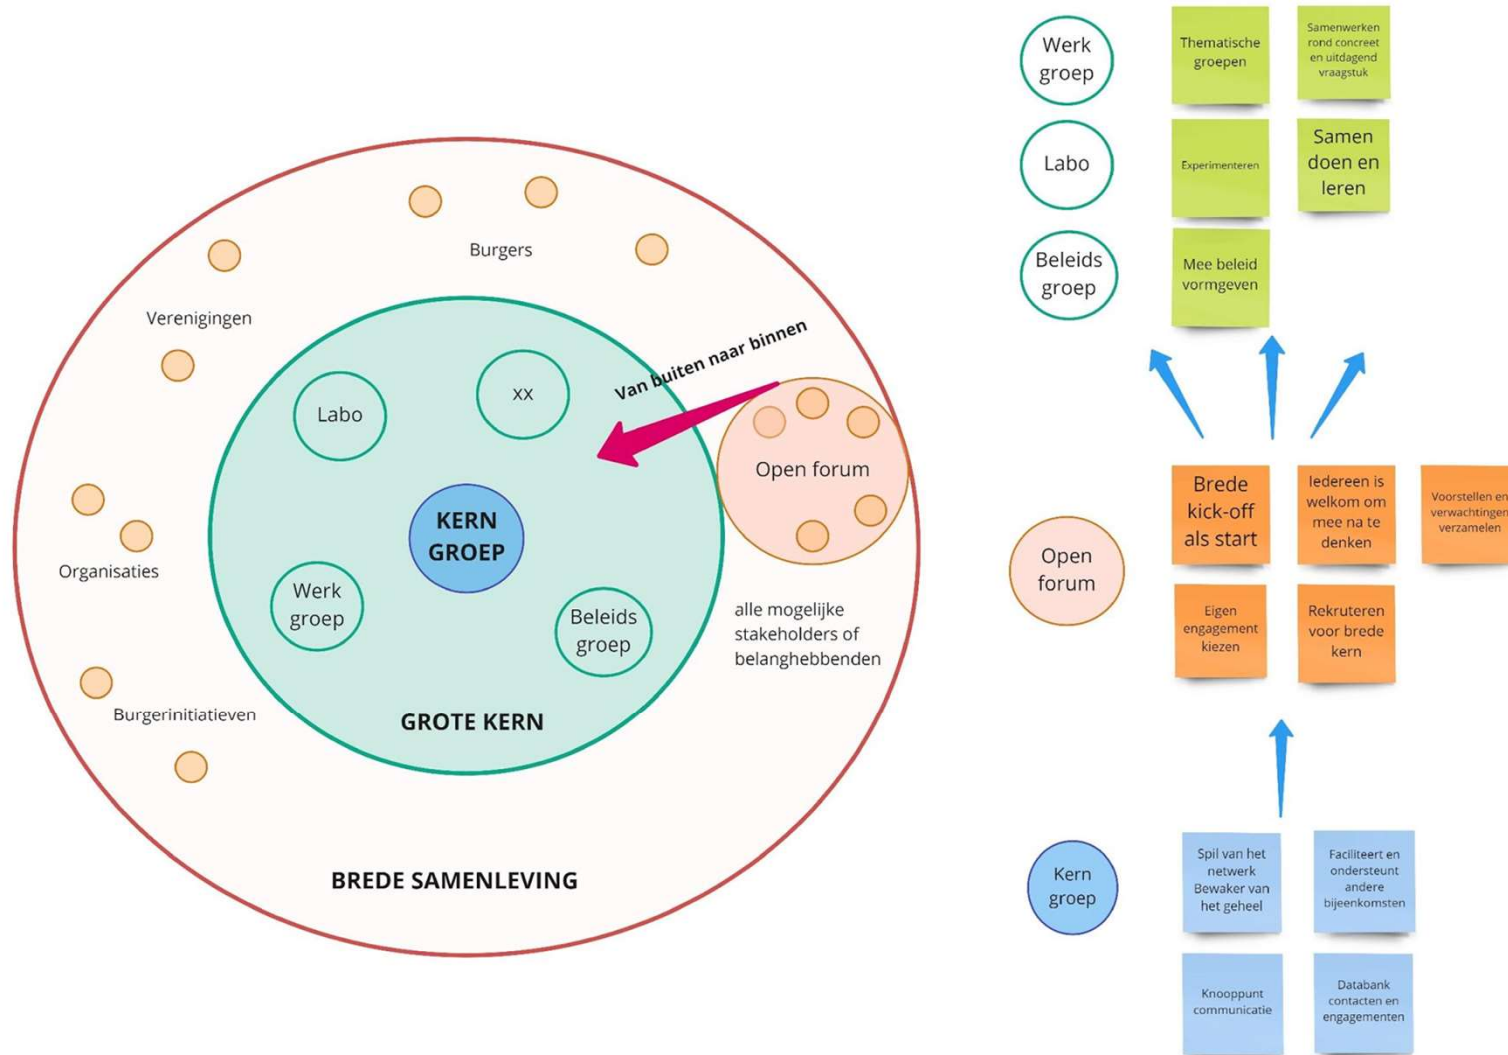 Burgers
Verenigingen
Van buiten naar binnen
Labo
xx
Open forum
KERN
GROEP
Organisaties
Werk
groep
Beleids
groep
alle mogelijke
stakeholders of
belanghebbenden
Burgerinitiatieven
GROTE KERN
BREDE SAMENLEVING
Werk
groep
Thematische
groepen
Samenwerken
rond concreet
en uitdagend
vraagstuk
Labo
Experimenteren
Samen
doen en
leren
Beleids
groep
Mee beleid
vormgeven
Open
forum
Brede
kick-off
als start
Iedereen is
welkom om
mee na te
denken
Voorstellen en
verwachtingen
verzamelen
Eigen
engagement
kiezen
Rekruteren
voor brede
kern
Kern
groep
Spil van het
netwerk
Bewaker van
het geheel
Faciliteert en
ondersteunt
andere
bijeenkomsten
Knooppunt
communicatie
Databank
contacten en
engagementen